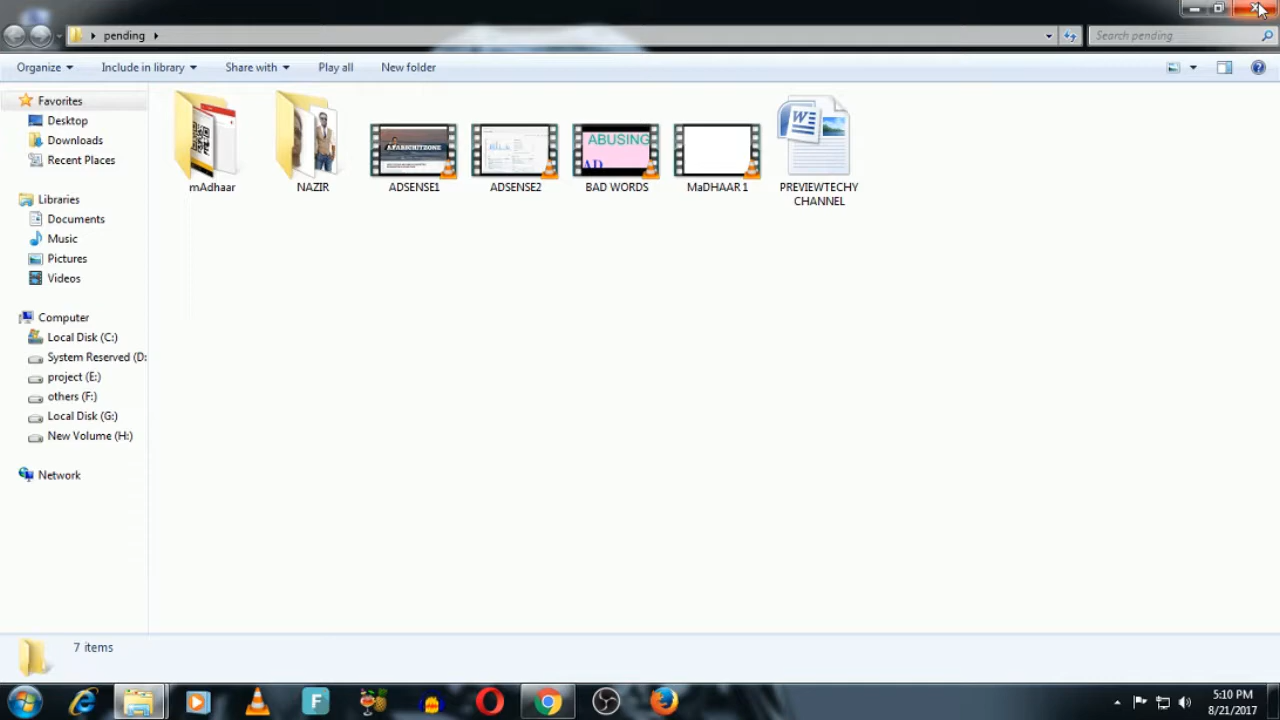 pending
Search pending
Organize
Include in library
Share with
Play all
New folder
Favorites
Desktop
Downloads
Recent Places
Libraries
Documents
Music
Pictures
Videos
Computer
Local Disk (C:)
System Reserved (D:
project (E:)
others (F:)
Local Disk (G:)
New Volume (H:)
Network
ABUSING
mAdhaar
NAZIR
ADSENSE1
ADSENSE2
BAD WORDS
MaDHAAR 1
PREVIEWTECHY
CHANNEL
7 items
5:10 PM
8/21/2017